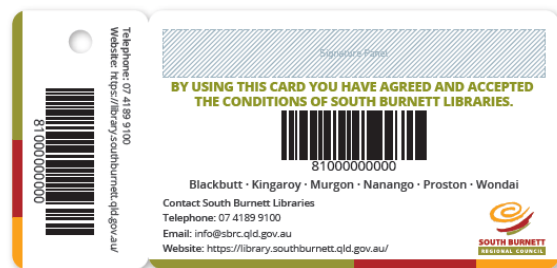 Telephone: 07 4189 9100
Website: https://library.southburnett.qld.gov.au/
81000000000
Signature Panel
BY USING THIS CARD YOU HAVE AGREED AND ACCEPTED
THE CONDITIONS OF SOUTH BURNETT LIBRARIES.
81000000000
Blackbutt · Kingaroy · Murgon · Nanango · Proston · Wondai
Contact South Burnett Libraries
Telephone: 07 4189 9100
Email: info@sbrc.qld.gov.au
Website: https://library.southburnett.qld.gov.au/
SOUTH BURNETT
REGIONAL COUNCIL